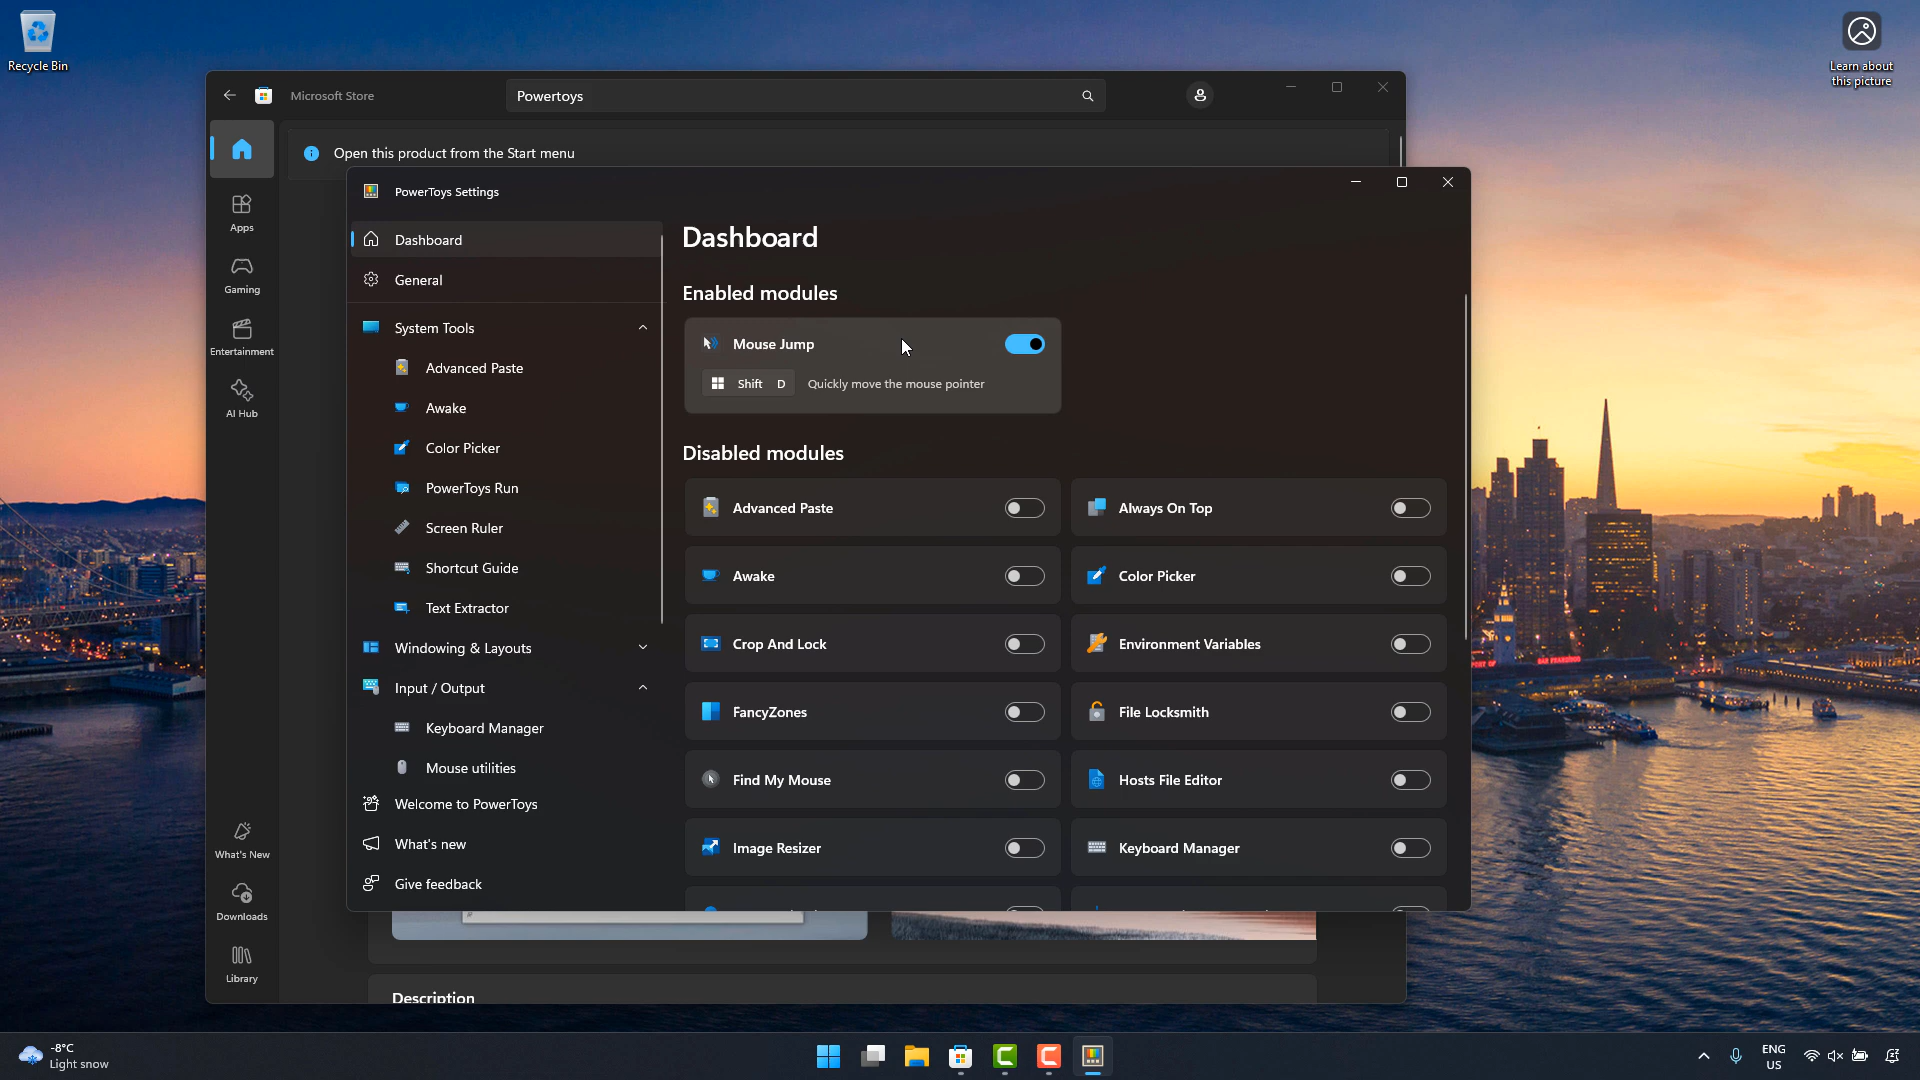 Recycle Bin
Learn about
this picture
Microsoft Store
Powertoys
Open this product from the Start menu
Apps
Gaming
Entertainment
AI Hub
What's New
Downloads
Library
PowerToys Settings
Dashboard
General
System Tools
Advanced Paste
Awake
Color Picker
PowerToys Run
Screen Ruler
Shortcut Guide
Text Extractor
Windowing & Layouts
Input / Output
Keyboard Manager
Mouse utilities
Welcome to PowerToys
What's new
Give feedback
Dashboard
Enabled modules
Mouse Jump
Shift D Quickly move the mouse pointer
Disabled modules
Advanced Paste
Always On Top
Awake
Color Picker
Crop And Lock
Environment Variables
FancyZones
File Locksmith
Find My Mouse
Hosts File Editor
Image Resizer
Keyboard Manager
Description
-8°C
Light snow
ENG
US